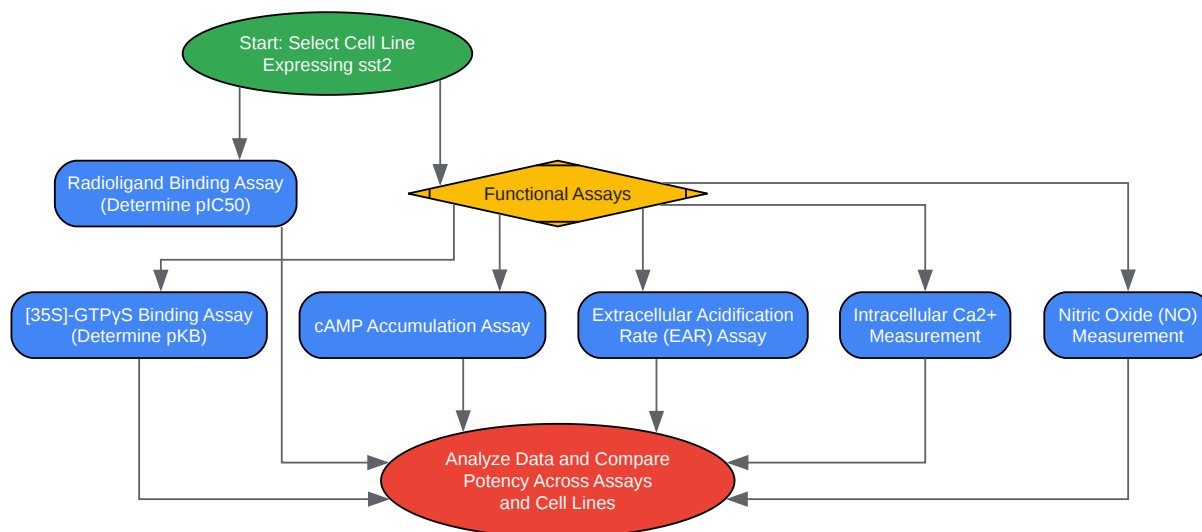 Start: Select Cell Line
Expressing sst2
Radioligand Binding Assay
(Determine pIC50)
Functional Assays
[35S]-GTPγS Binding Assay
(Determine pKB)
cAMP Accumulation Assay
Extracellular Acidification
Rate (EAR) Assay
Intracellular Ca2+
Measurement
Nitric Oxide (NO)
Measurement
Analyze Data and Compare
Potency Across Assays
and Cell Lines